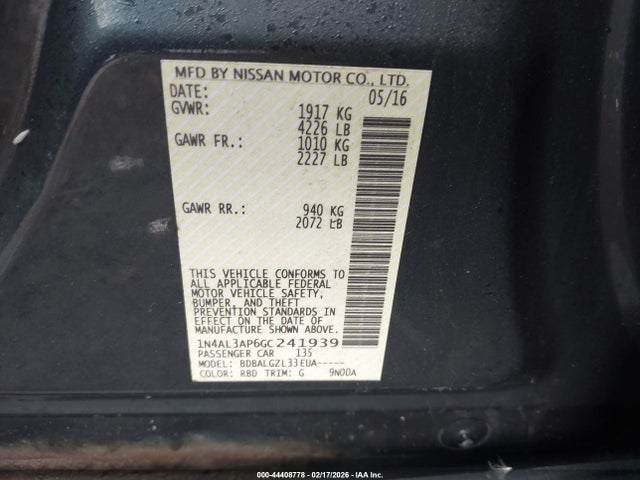 MFD BY NISSAN MOTOR CO., LTD.
DATE: 05/16
GVWR: 1917 KG
4226 LB
GAWR FR.: 1010 KG
2227 LB
GAWR RR.: 940 KG
2072 LB
THIS VEHICLE CONFORMS TO
ALL APPLICABLE FEDERAL
MOTOR VEHICLE SAFETY,
BUMPER, AND THEFT
PREVENTION STANDARDS IN
EFFECT ON THE DATE OF
MANUFACTURE SHOWN ABOVE.
1N4AL3AP6GC241939
PASSENGER CAR 135
MODEL: BDBALGZL33EUA-----
COLOR: RBD TRIM: G 9N00A
000-44408778 - 02/17/2026 - IAA Inc.